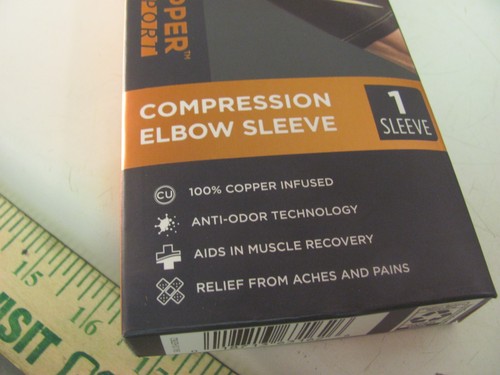 COMPRESSION
ELBOW SLEEVE
1
SLEEVE
CU
100% COPPER INFUSED
ANTI-ODOR TECHNOLOGY
AIDS IN MUSCLE RECOVERY
RELIEF FROM ACHES AND PAINS
15
16